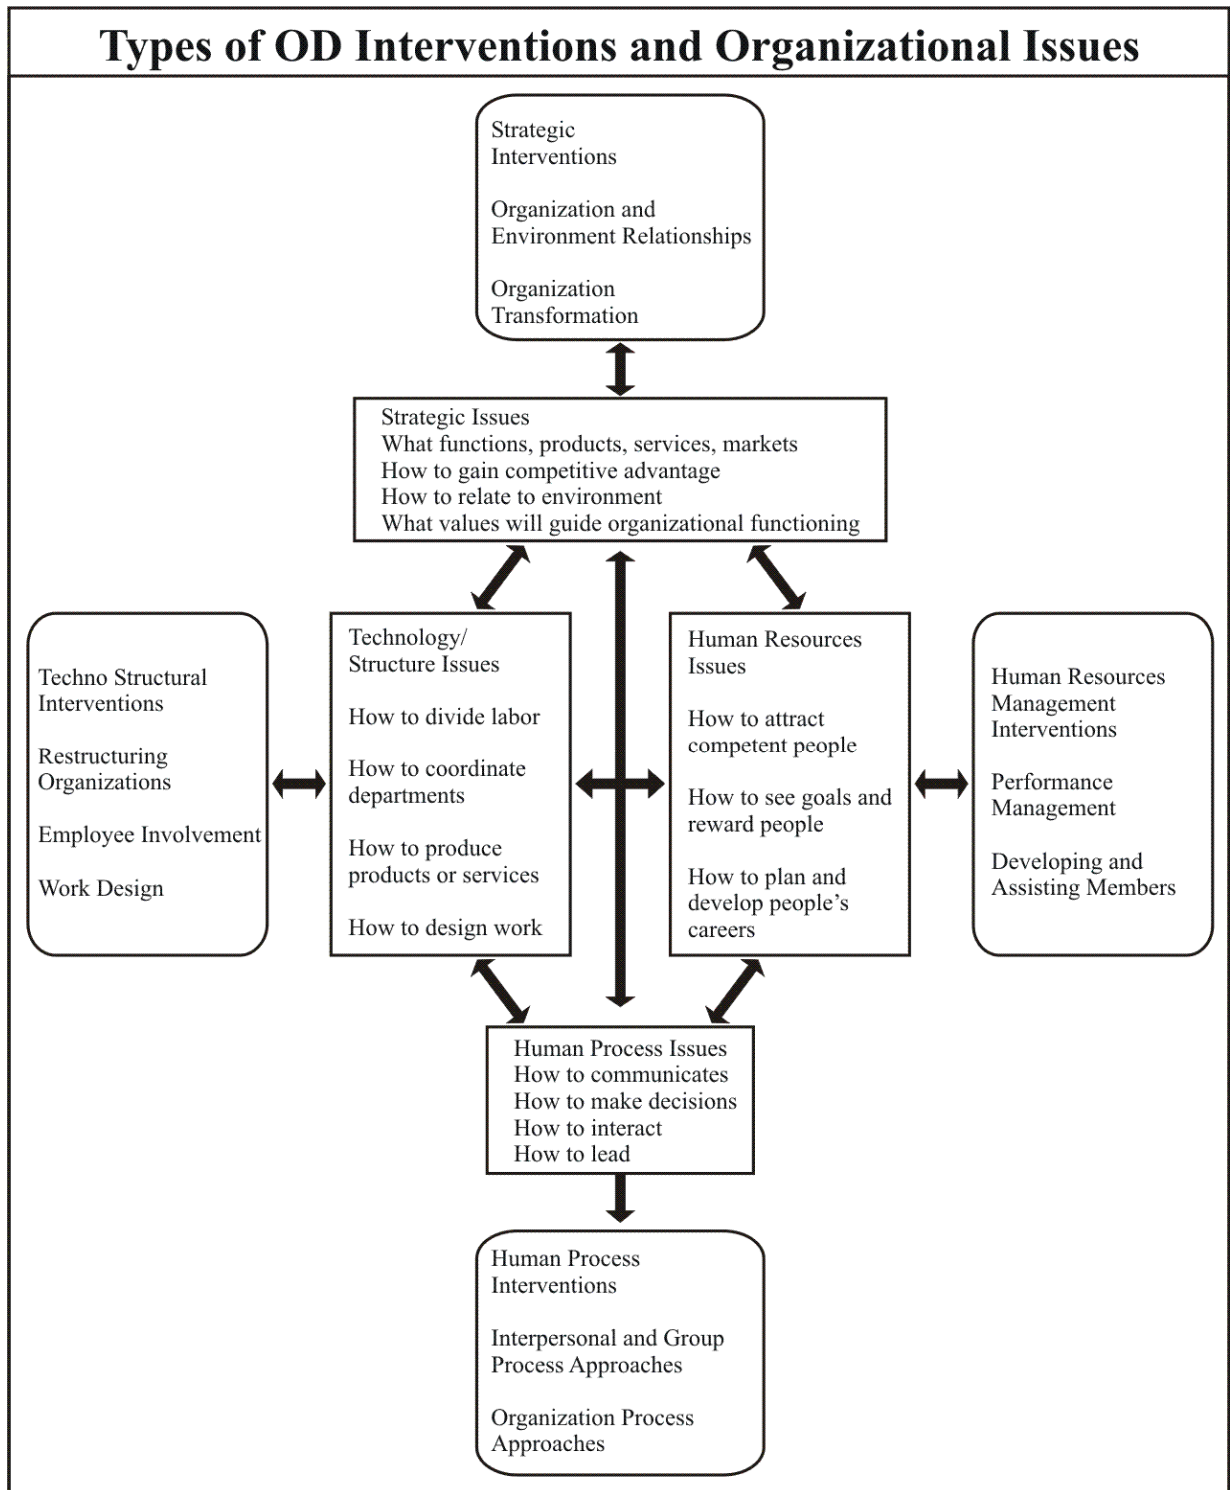 Types of OD Interventions and Organizational Issues
Strategic
Interventions
Organization and
Environment Relationships
Organization
Transformation
Strategic Issues
What functions, products, services, markets
How to gain competitive advantage
How to relate to environment
What values will guide organizational functioning
Techno Structural
Interventions
Restructuring
Organizations
Employee Involvement
Work Design
Technology/
Structure Issues
How to divide labor
How to coordinate
departments
How to produce
products or services
How to design work
Human Resources
Issues
How to attract
competent people
How to see goals and
reward people
How to plan and
develop people's
careers
Human Resources
Management
Interventions
Performance
Management
Developing and
Assisting Members
Human Process Issues
How to communicates
How to make decisions
How to interact
How to lead
Human Process
Interventions
Interpersonal and Group
Process Approaches
Organization Process
Approaches